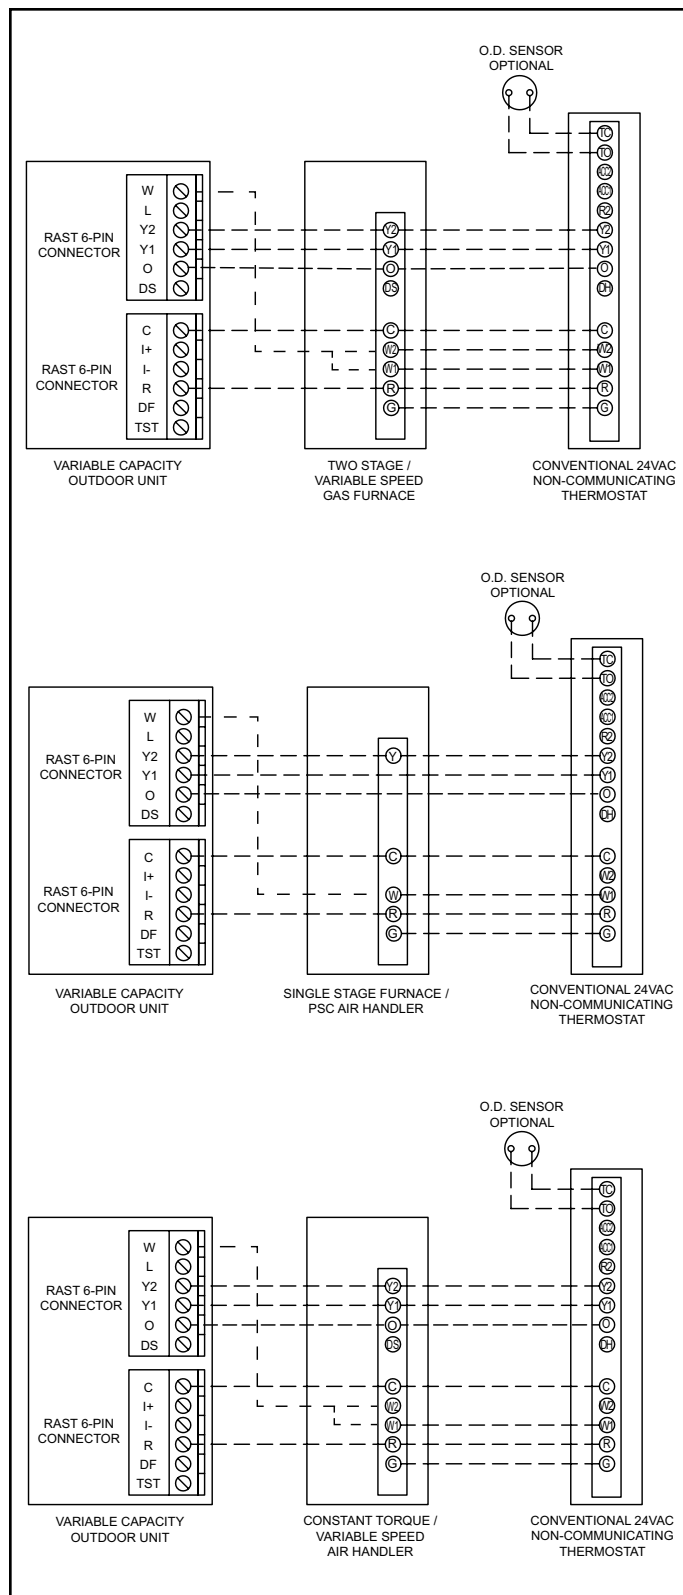 O.D. SENSOR
OPTIONAL
TC
TO
ACC2
ACC1
R2
Y2
Y1
O
DH
C
W2
W1
R
G
Y2
Y1
O
DS
C
W2
W1
R
G
RAST 6-PIN
CONNECTOR
W
L
Y2
Y1
O
DS
RAST 6-PIN
CONNECTOR
C
I+
I-
R
DF
TST
VARIABLE CAPACITY
OUTDOOR UNIT
TWO STAGE /
VARIABLE SPEED
GAS FURNACE
CONVENTIONAL 24VAC
NON-COMMUNICATING
THERMOSTAT
O.D. SENSOR
OPTIONAL
TC
TO
ACC2
ACC1
R2
Y2
Y1
O
DH
C
W2
W1
R
G
Y
C
W
R
G
RAST 6-PIN
CONNECTOR
W
L
Y2
Y1
O
DS
RAST 6-PIN
CONNECTOR
C
I+
I-
R
DF
TST
VARIABLE CAPACITY
OUTDOOR UNIT
SINGLE STAGE FURNACE /
PSC AIR HANDLER
CONVENTIONAL 24VAC
NON-COMMUNICATING
THERMOSTAT
O.D. SENSOR
OPTIONAL
TC
TO
ACC2
ACC1
R2
Y2
Y1
O
DH
C
W2
W1
R
G
Y2
Y1
O
DS
C
W2
W1
R
G
RAST 6-PIN
CONNECTOR
W
L
Y2
Y1
O
DS
RAST 6-PIN
CONNECTOR
C
I+
I-
R
DF
TST
VARIABLE CAPACITY
OUTDOOR UNIT
CONSTANT TORQUE /
VARIABLE SPEED
AIR HANDLER
CONVENTIONAL 24VAC
NON-COMMUNICATING
THERMOSTAT